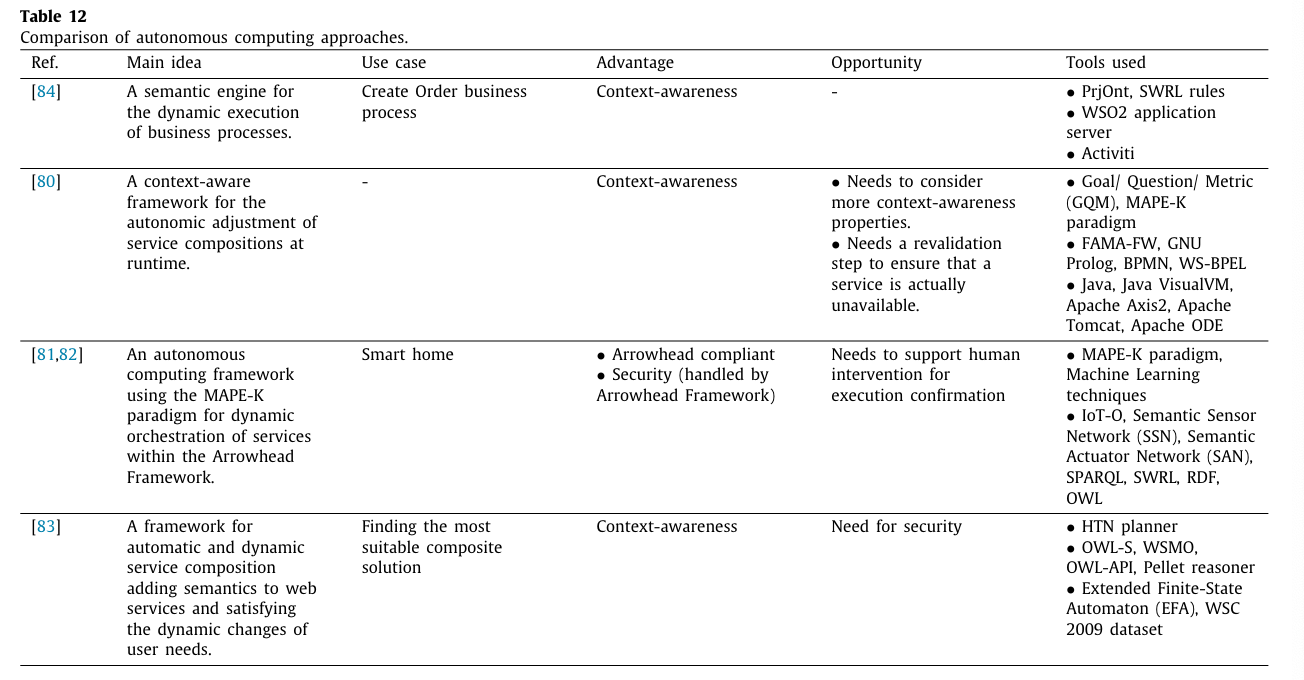 Table 12
Comparison of autonomous computing approaches.
Ref. Main idea Use case Advantage Opportunity Tools used
[84] A semantic engine for Create Order business Context-awareness - • PrjOnt, SWRL rules
the dynamic execution process • WSO2 application
of business processes. server
• Activiti
[80] A context-aware - Context-awareness • Needs to consider • Goal/ Question/ Metric
framework for the more context-awareness (GQM), MAPE-K
autonomic adjustment of properties. paradigm
service compositions at • Needs a revalidation • FAMA-FW, GNU
runtime. step to ensure that a Prolog, BPMN, WS-BPEL
service is actually • Java, Java VisualVM,
unavailable. Apache Axis2, Apache
Tomcat, Apache ODE
[81,82] An autonomous Smart home • Arrowhead compliant Needs to support human • MAPE-K paradigm,
computing framework • Security (handled by intervention for Machine Learning
using the MAPE-K Arrowhead Framework) execution confirmation techniques
paradigm for dynamic • IoT-O, Semantic Sensor
orchestration of services Network (SSN), Semantic
within the Arrowhead Actuator Network (SAN),
Framework. SPARQL, SWRL, RDF,
OWL
[83] A framework for Finding the most Context-awareness Need for security • HTN planner
automatic and dynamic suitable composite • OWL-S, WSMO,
service composition solution OWL-API, Pellet reasoner
adding semantics to web • Extended Finite-State
services and satisfying Automaton (EFA), WSC
the dynamic changes of 2009 dataset
user needs.